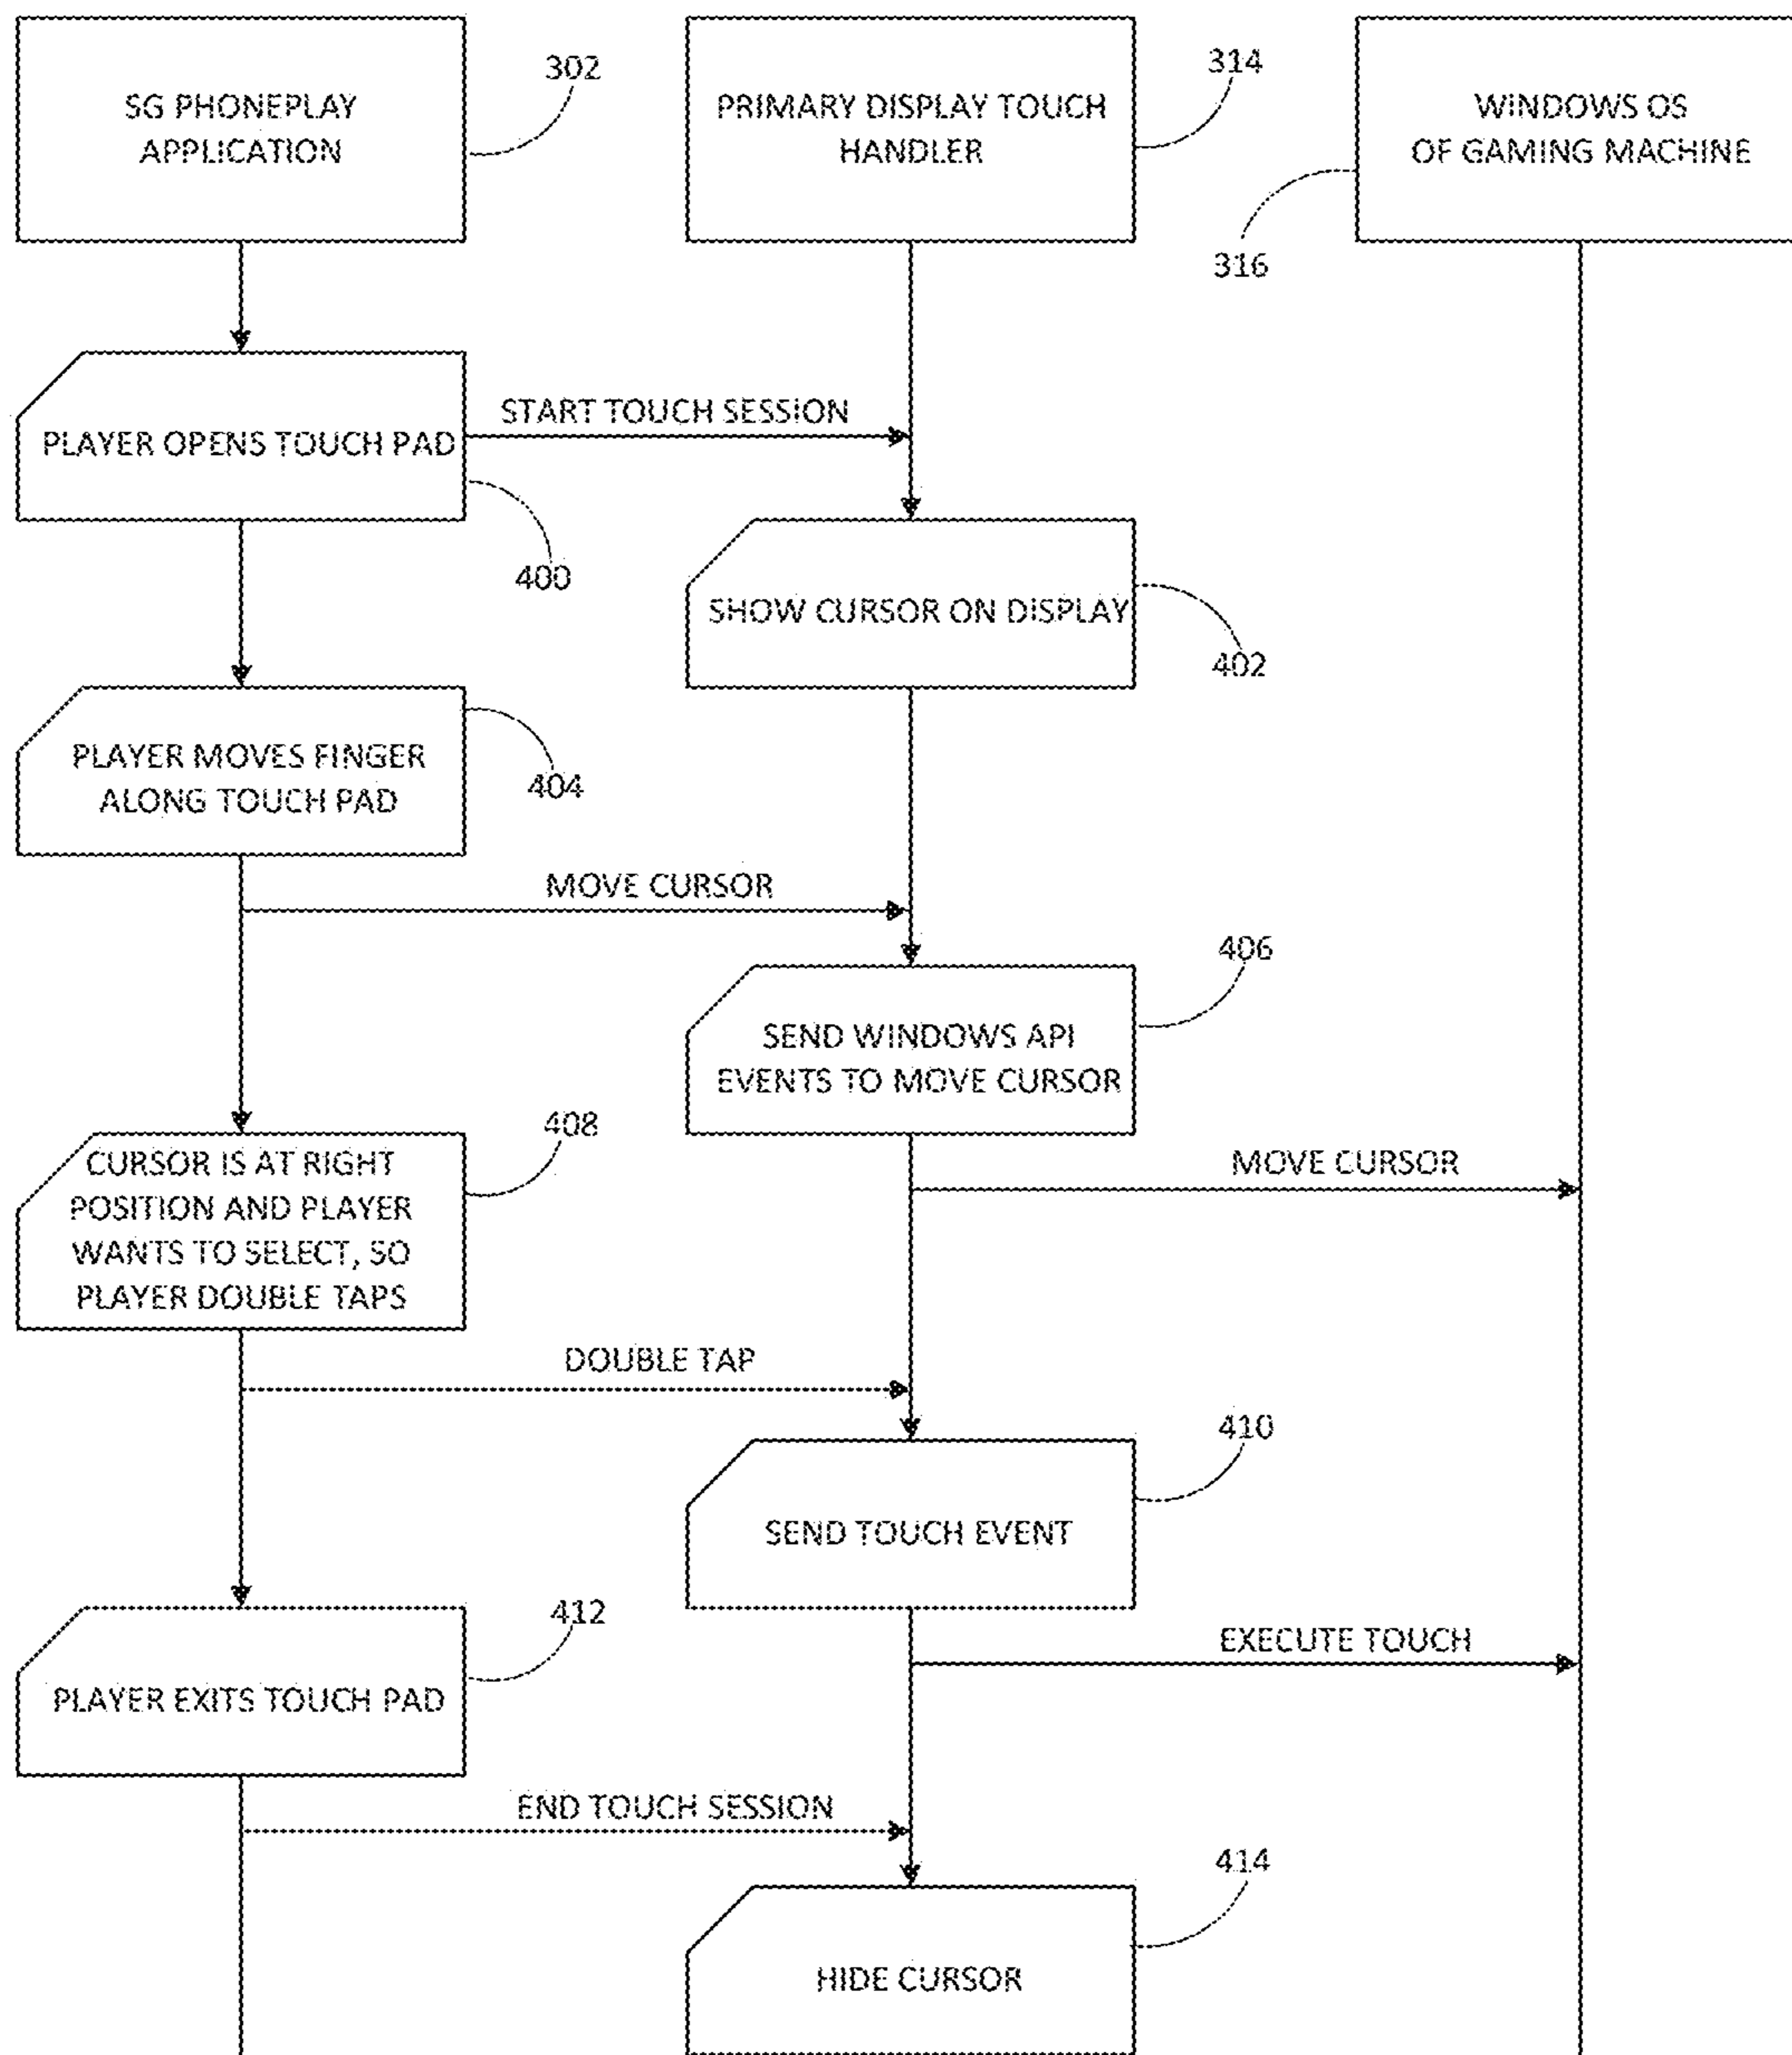 SG PHONEPLAY
APPLICATION
302
PRIMARY DISPLAY TOUCH
HANDLER
314
WINDOWS OS
OF GAMING MACHINE
316
PLAYER OPENS TOUCH PAD
START TOUCH SESSION
400
SHOW CURSOR ON DISPLAY
402
PLAYER MOVES FINGER
ALONG TOUCH PAD
404
MOVE CURSOR
406
SEND WINDOWS API
EVENTS TO MOVE CURSOR
408
CURSOR IS AT RIGHT
POSITION AND PLAYER
WANTS TO SELECT, SO
PLAYER DOUBLE TAPS
MOVE CURSOR
DOUBLE TAP
410
SEND TOUCH EVENT
412
EXECUTE TOUCH
PLAYER EXITS TOUCH PAD
END TOUCH SESSION
414
HIDE CURSOR